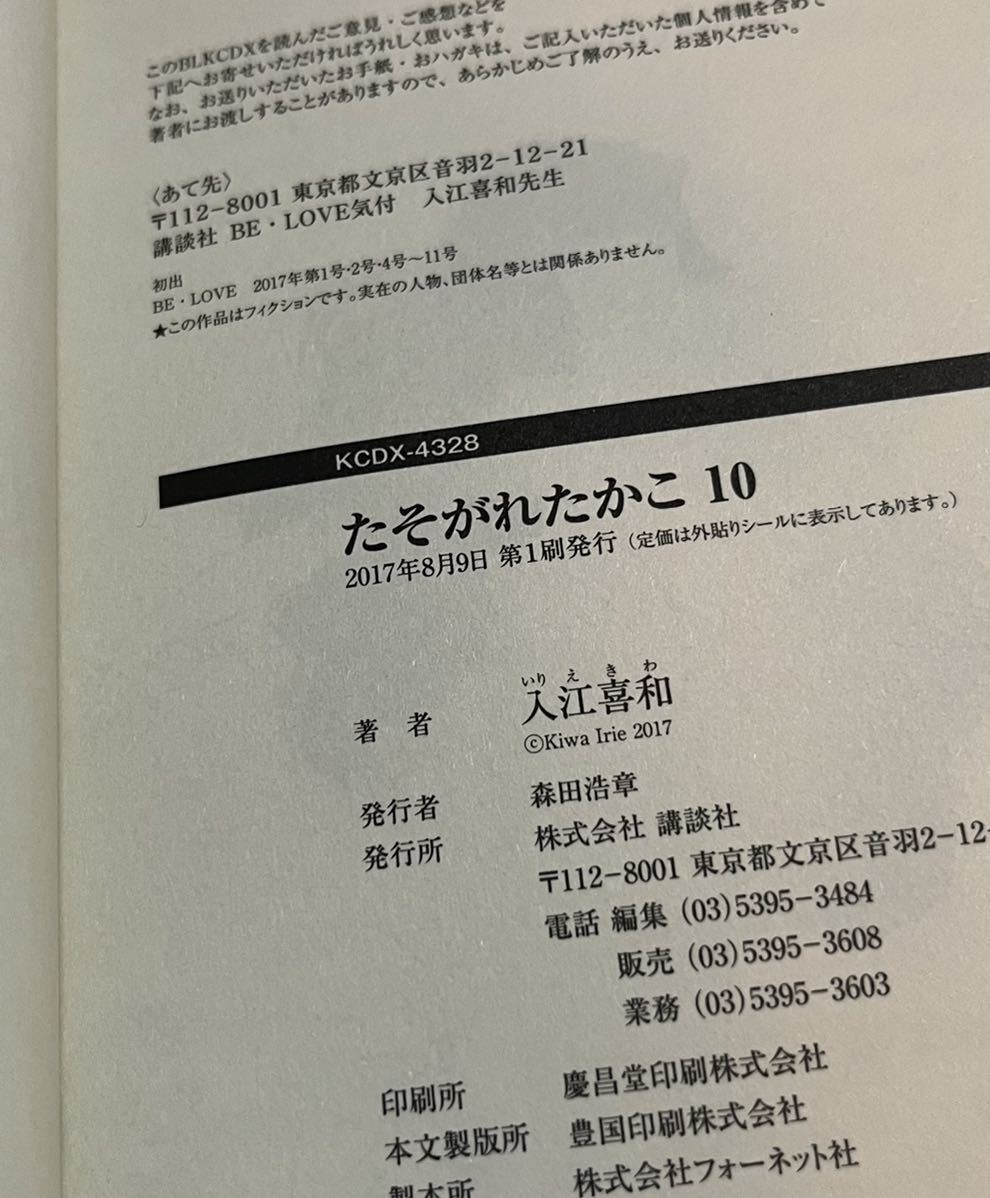 このBLKCDXを読んだご意見・ご感想などを
下記へお寄せいただければうれしく思います。
なお、お送りいただいたお手紙・おハガキは、ご記入いただいた個人情報を含めて
著者にお渡しすることがありますので、あらかじめご了解のうえ、お送りください。
〈あて先〉
〒112-8001 東京都文京区音羽2-12-21
講談社 BE・LOVE気付 入江喜和先生
初出
BE・LOVE 2017年第1号・2号・4号〜11号
★この作品はフィクションです。実在の人物、団体名等とは関係ありません。
KCDX-4328
たそがれたかこ 10
2017年8月9日 第1刷発行（定価は外貼りシールに表示してあります。）
いりえきわ
著者 入江喜和
©Kiwa Irie 2017
発行者 森田浩章
発行所 株式会社 講談社
〒112-8001 東京都文京区音羽2-12-
電話 編集 (03)5395-3484
販売 (03)5395-3608
業務 (03)5395-3603
印刷所 慶昌堂印刷株式会社
本文製版所 豊国印刷株式会社
製本所 株式会社フォーネット社